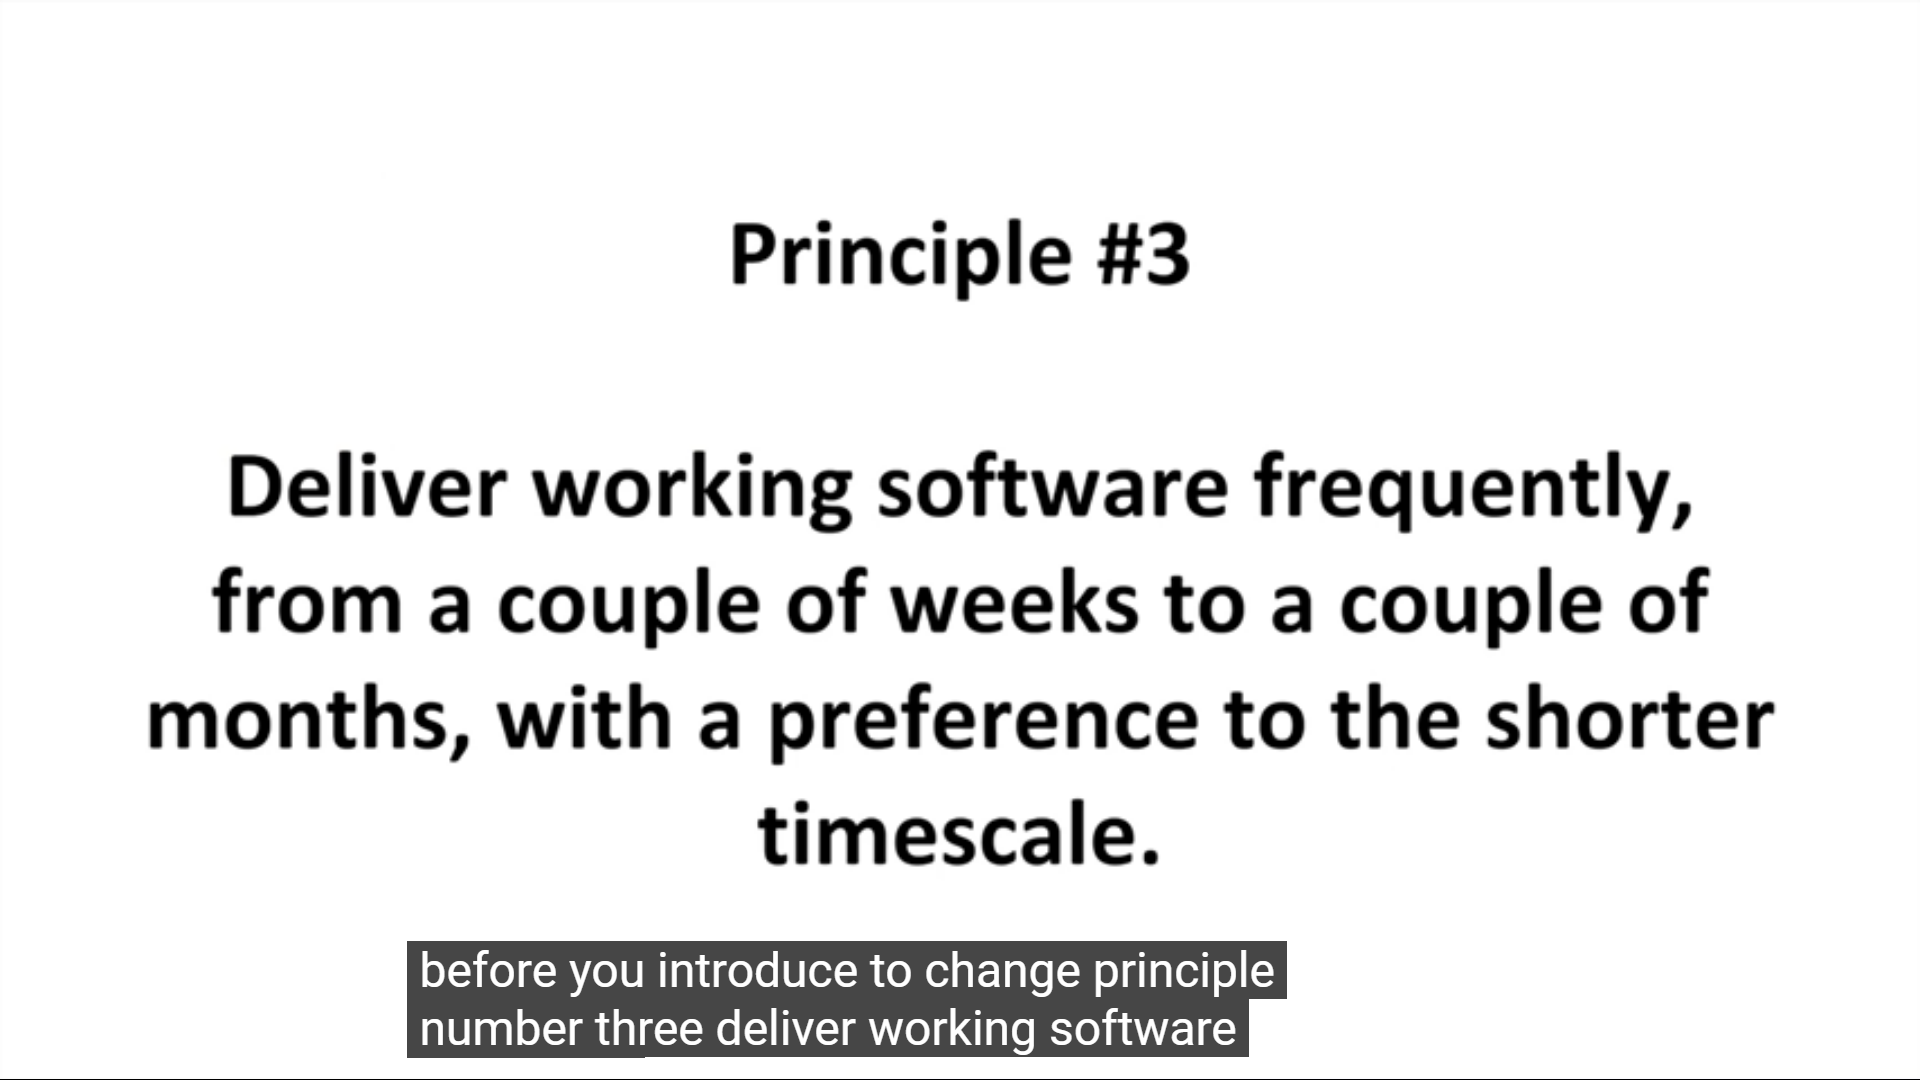 Principle #3
Deliver working software frequently,
from a couple of weeks to a couple of
months, with a preference to the shorter
timescale.
before you introduce to change principle
number three deliver working software